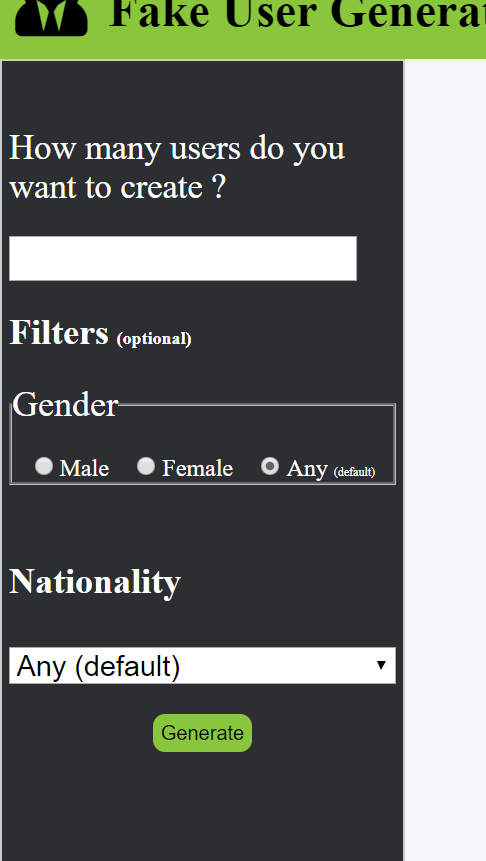 Fake User Generat
How many users do you
want to create ?
Filters (optional)
Gender
Male Female Any (default)
Nationality
Any (default)
Generate